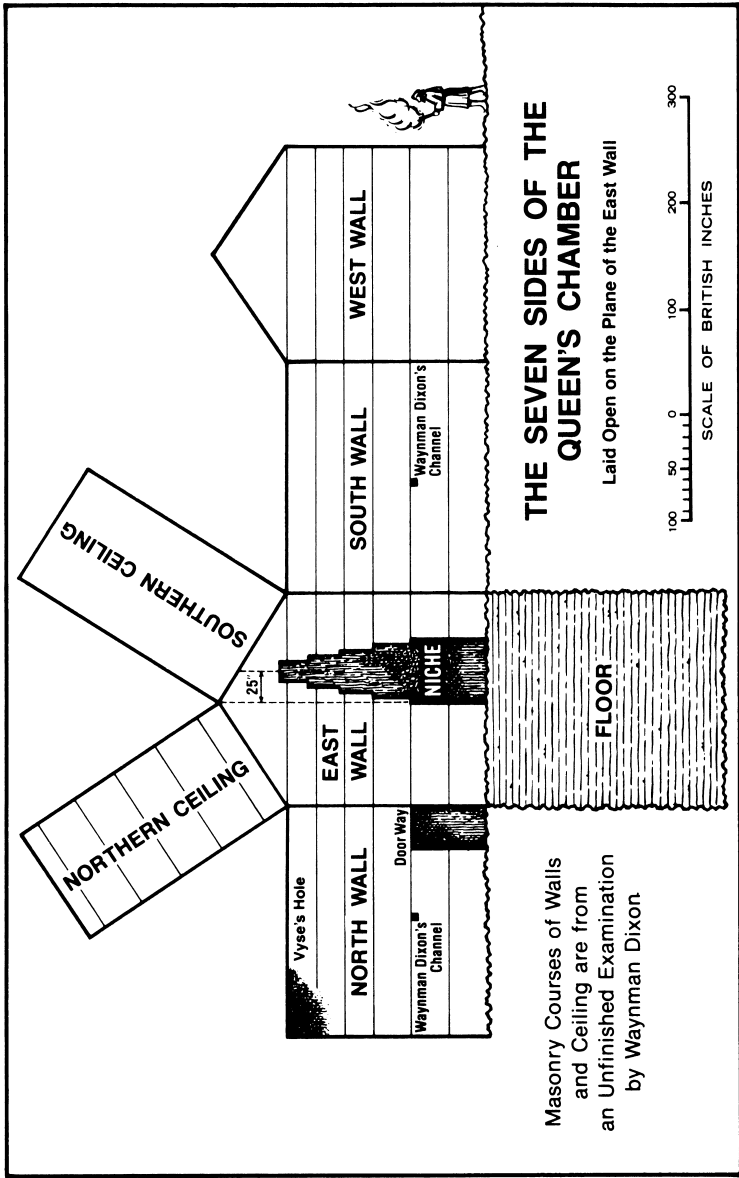 SOUTHERN CEILING
NORTHERN CEILING
Vyse's Hole
NORTH WALL
EAST
WALL
SOUTH WALL
WEST WALL
25"
Door Way
NICHE
Waynman Dixon's
Channel
Waynman Dixon's
Channel
FLOOR
Masonry Courses of Walls
and Ceiling are from
an Unfinished Examination
by Waynman Dixon
THE SEVEN SIDES OF THE
QUEEN'S CHAMBER
Laid Open on the Plane of the East Wall
100 50 0 100 200 300
SCALE OF BRITISH INCHES